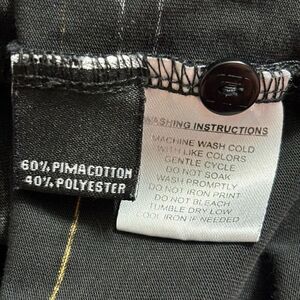 60% PIMACOTTON
40% POLYESTER
WASHING INSTRUCTIONS
MACHINE WASH COLD
WITH LIKE COLORS
GENTLE CYCLE
DO NOT SOAK
WASH PROMPTLY
DO NOT IRON PRINT
DO NOT BLEACH
TUMBLE DRY LOW
COOL IRON IF NEEDED